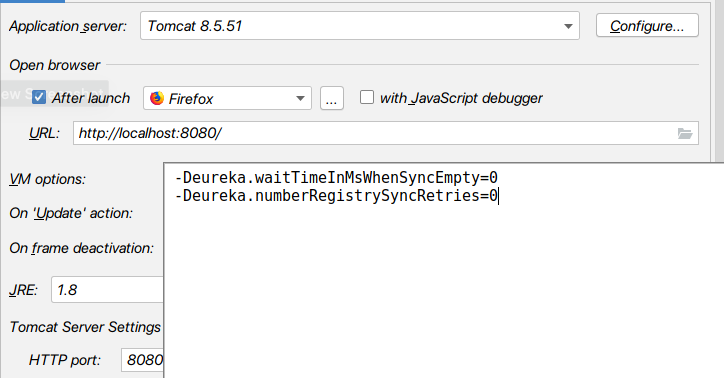 Application server: Tomcat 8.5.51 Configure...
Open browser
After launch Firefox ... with JavaScript debugger
URL: http://localhost:8080/
VM options: -Deureka.waitTimeInMsWhenSyncEmpty=0
-Deureka.numberRegistrySyncRetries=0
On 'Update' action:
On frame deactivation:
JRE: 1.8
Tomcat Server Settings
HTTP port: 8080